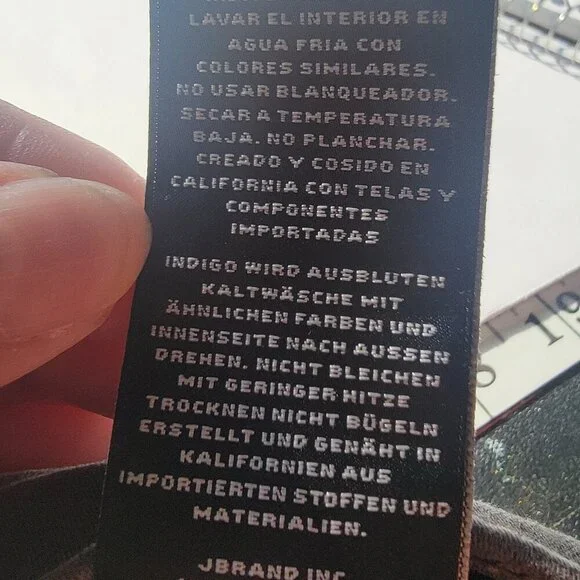 LAVAR EL INTERIOR EN
AGUA FRIA CON
COLORES SIMILARES.
NO USAR BLANQUEADOR.
SECAR A TEMPERATURA
BAJA. NO PLANCHAR.
CREADO Y COSIDO EN
CALIFORNIA CON TELAS Y
COMPONENTES
IMPORTADAS
INDIGO WIRD AUSBLUTEN
KALTWÄSCHE MIT
ÄHNLICHEN FARBEN UND
INNENSEITE NACH AUSSEN
DREHEN. NICHT BLEICHEN
MIT GERINGER HITZE
TROCKNEN NICHT BÜGELN
ERSTELLT UND GENÄHT IN
KALIFORNIEN AUS
IMPORTIERTEN STOFFEN UND
MATERIALIEN.
JBRAND INC
19